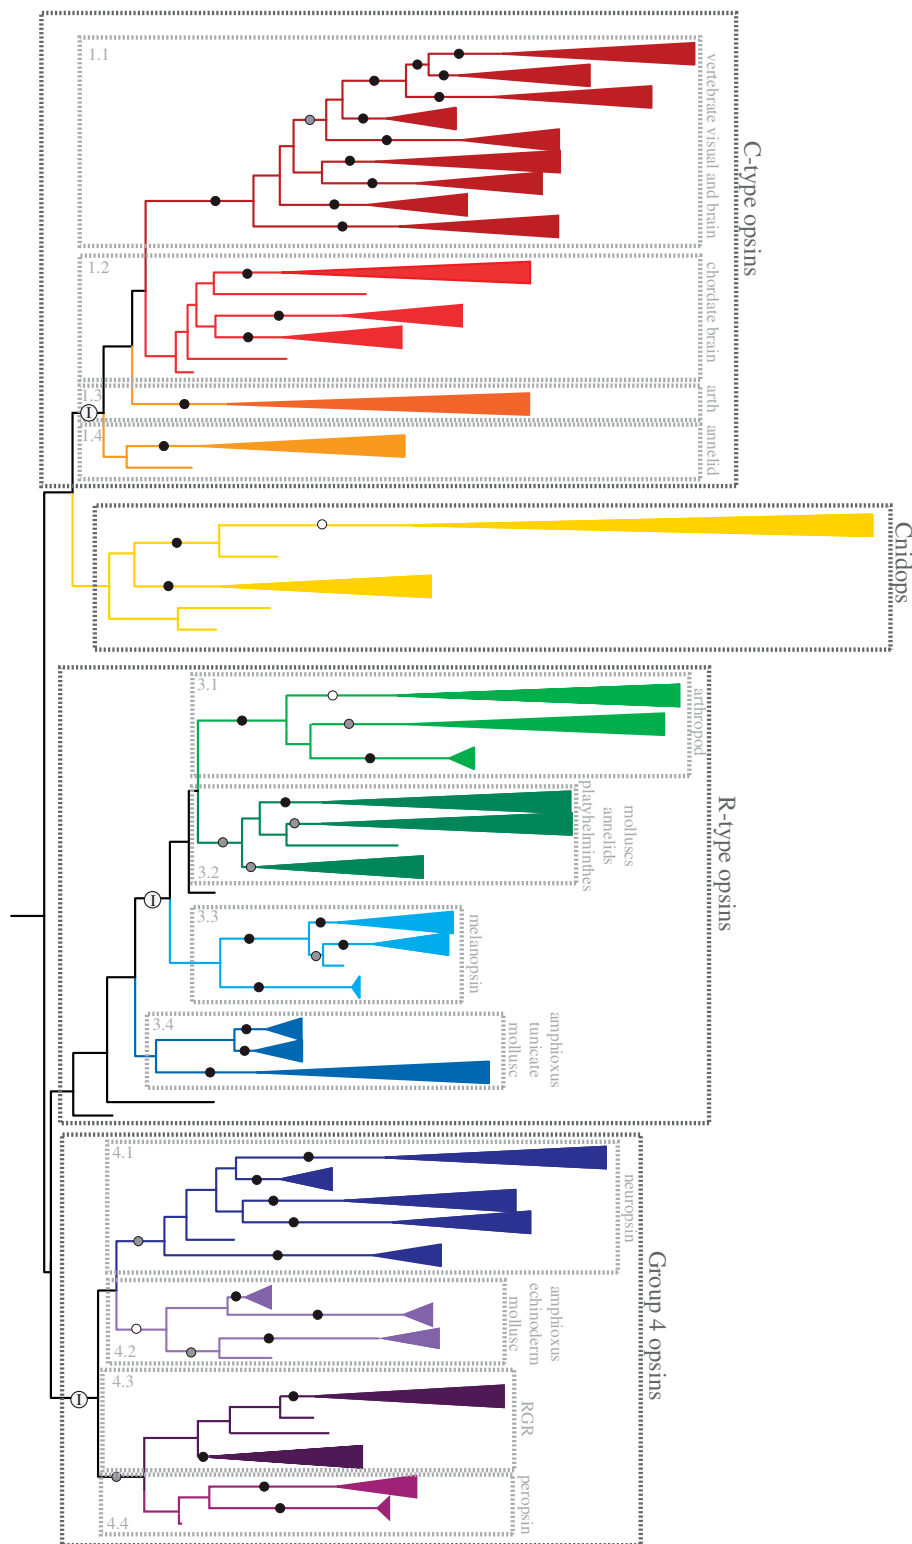 C-type opsins
1.1
vertebrate visual and brain
1.2
chordate brain
1.3
arth
1.4
annelid
I
Cnidops
R-type opsins
3.1
arthropod
3.2
molluscs
annelids
platyhelminthes
I
3.3
melanopsin
3.4
amphioxus
tunicate
mollusc
Group 4 opsins
4.1
neuropsin
4.2
amphioxus
echinoderm
mollusc
4.3
RGR
I
4.4
peropsin